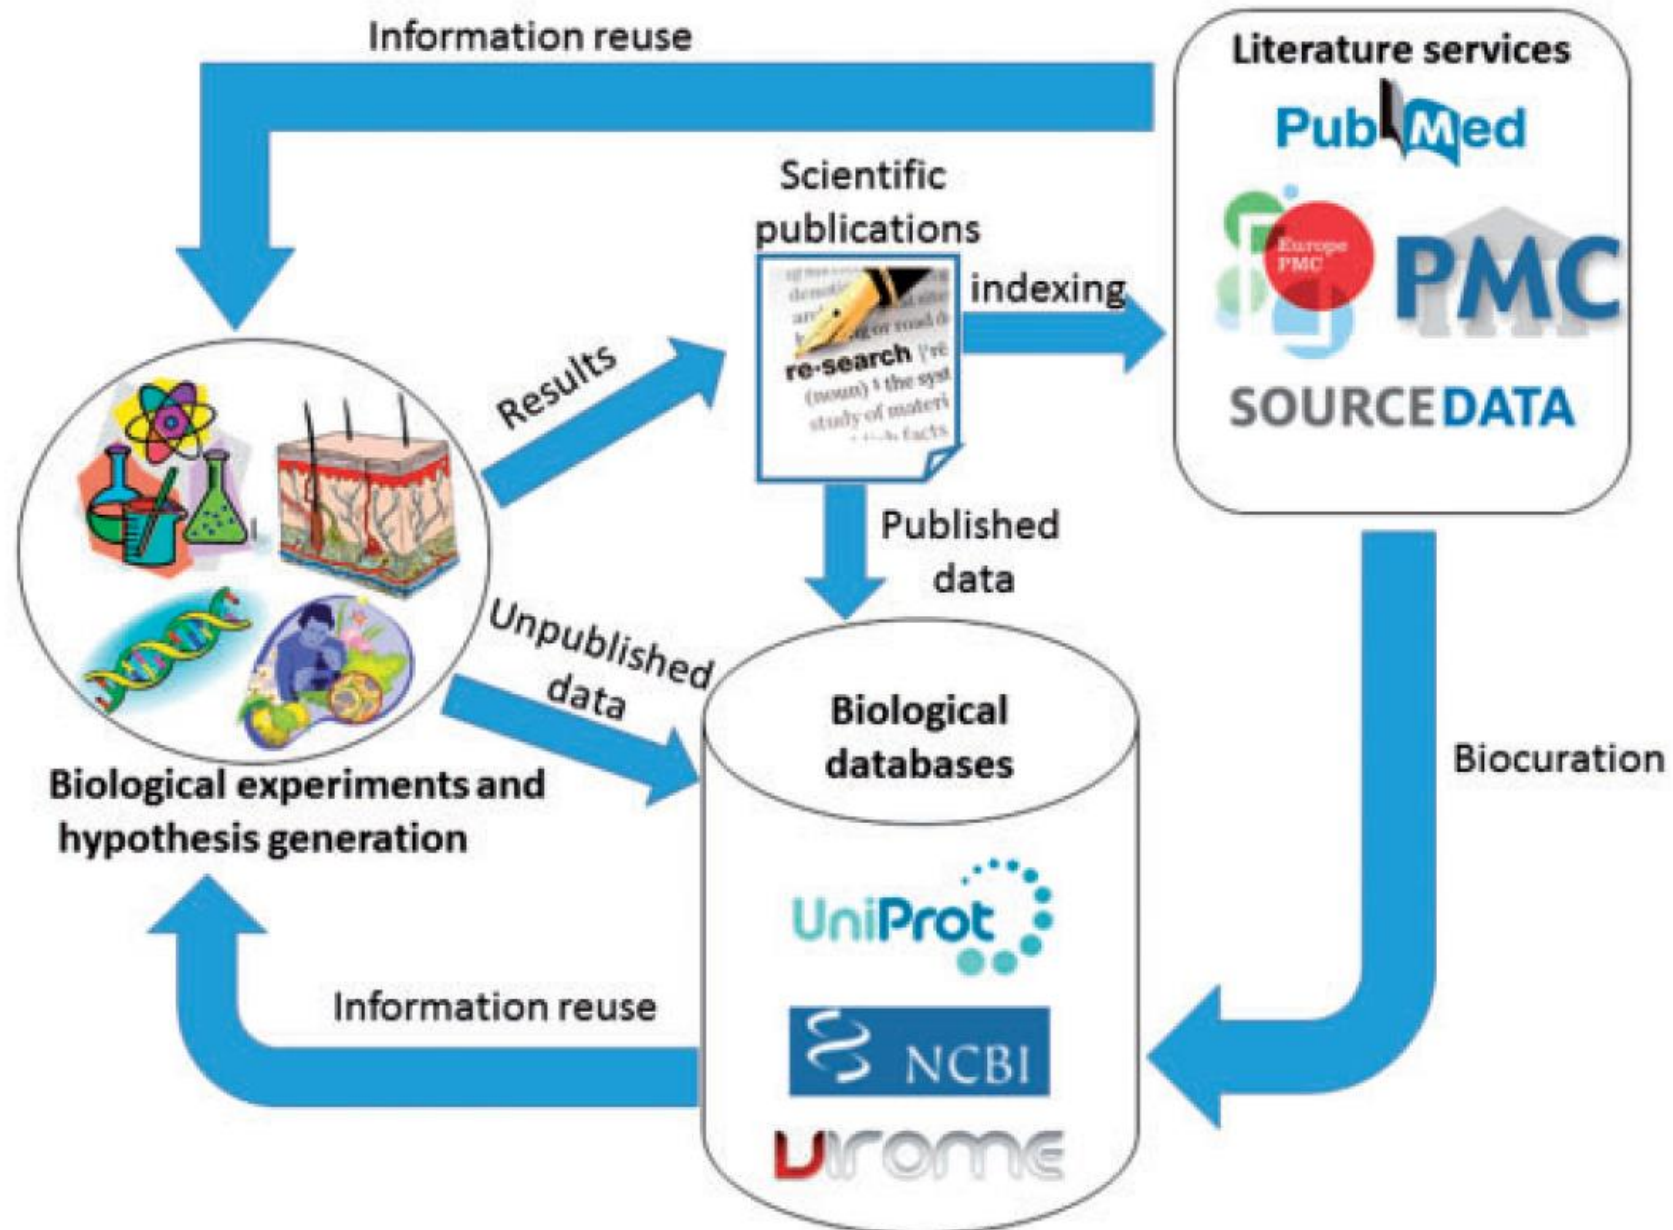 Information reuse
Literature services
PubMed
Europe
PMC
PMC
SOURCEDATA
Scientific
publications
indexing
re·search
(noun)
the syst
study of materi
facts
Results
Published
data
Unpublished
data
Biological experiments and
hypothesis generation
Biological
databases
UniProt
NCBI
VIROME
Biocuration
Information reuse